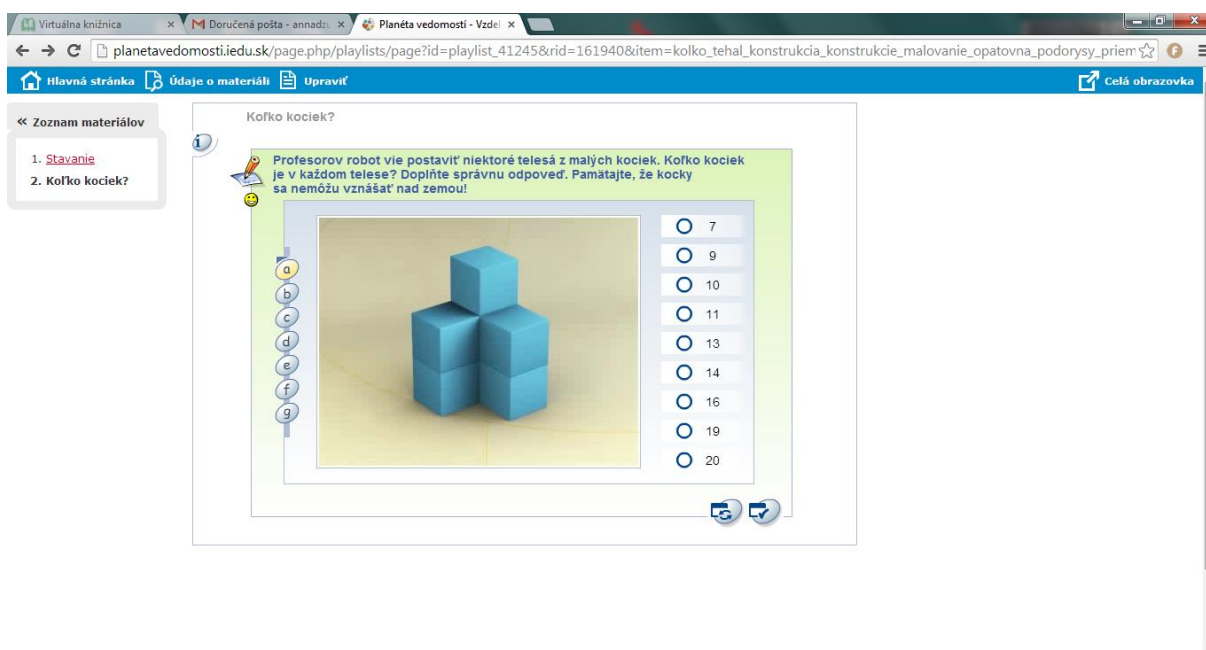 Virtuálna knižnica
Doručená pošta - annadzu
Planéta vedomostí - Vzdel
planetavedomosti.iedu.sk/page.php/playlists/page?id=playlist_41245&rid=161940&item=kolko_tehal_konstrukcia_konstrukcie_malovanie_opatovna_podorysy_priem
Hlavná stránka Údaje o materiáli Upraviť Celá obrazovka
« Zoznam materiálov
1. Stavanie
2. Koľko kociek?
Koľko kociek?
Profesorov robot vie postaviť niektoré telesá z malých kociek. Koľko kociek
je v každom telese? Doplňte správnu odpoveď. Pamätajte, že kocky
sa nemôžu vznášať nad zemou!
a
b
c
d
e
f
g
7
9
10
11
13
14
16
19
20